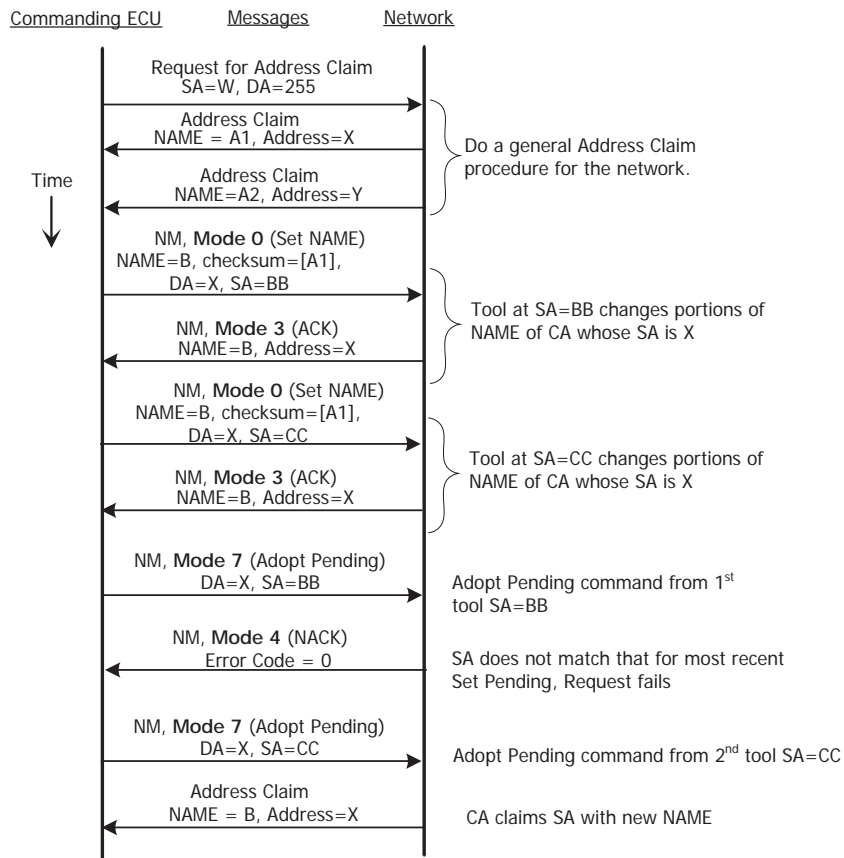 Commanding ECU Messages Network
Request for Address Claim
SA=W, DA=255
Address Claim
NAME = A1, Address=X
Do a general Address Claim
procedure for the network.
Time
Address Claim
NAME=A2, Address=Y
NM, Mode 0 (Set NAME)
NAME=B, checksum=[A1],
DA=X, SA=BB
Tool at SA=BB changes portions of
NAME of CA whose SA is X
NM, Mode 3 (ACK)
NAME=B, Address=X
NM, Mode 0 (Set NAME)
NAME=B, checksum=[A1],
DA=X, SA=CC
Tool at SA=CC changes portions of
NAME of CA whose SA is X
NM, Mode 3 (ACK)
NAME=B, Address=X
NM, Mode 7 (Adopt Pending)
DA=X, SA=BB
Adopt Pending command from 1st
tool SA=BB
NM, Mode 4 (NACK)
Error Code = 0
SA does not match that for most recent
Set Pending, Request fails
NM, Mode 7 (Adopt Pending)
DA=X, SA=CC
Adopt Pending command from 2nd tool SA=CC
Address Claim
NAME = B, Address=X
CA claims SA with new NAME